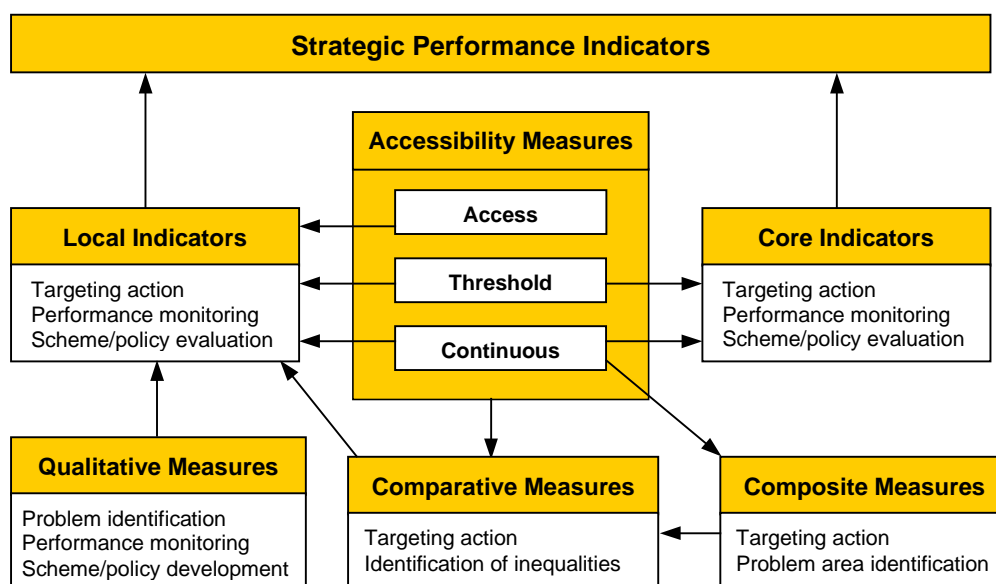 Strategic Performance Indicators
Accessibility Measures
Access
Threshold
Continuous
Local Indicators
Targeting action
Performance monitoring
Scheme/policy evaluation
Core Indicators
Targeting action
Performance monitoring
Scheme/policy evaluation
Qualitative Measures
Problem identification
Performance monitoring
Scheme/policy development
Comparative Measures
Targeting action
Identification of inequalities
Composite Measures
Targeting action
Problem area identification